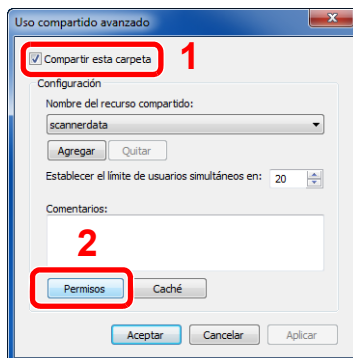 Uso compartido avanzado
Compartir esta carpeta 1
Configuración
Nombre del recurso compartido:
scannerdata
Agregar Quitar
Establecer el límite de usuarios simultáneos en: 20
Comentarios:
2
Permisos Caché
Aceptar Cancelar Aplicar